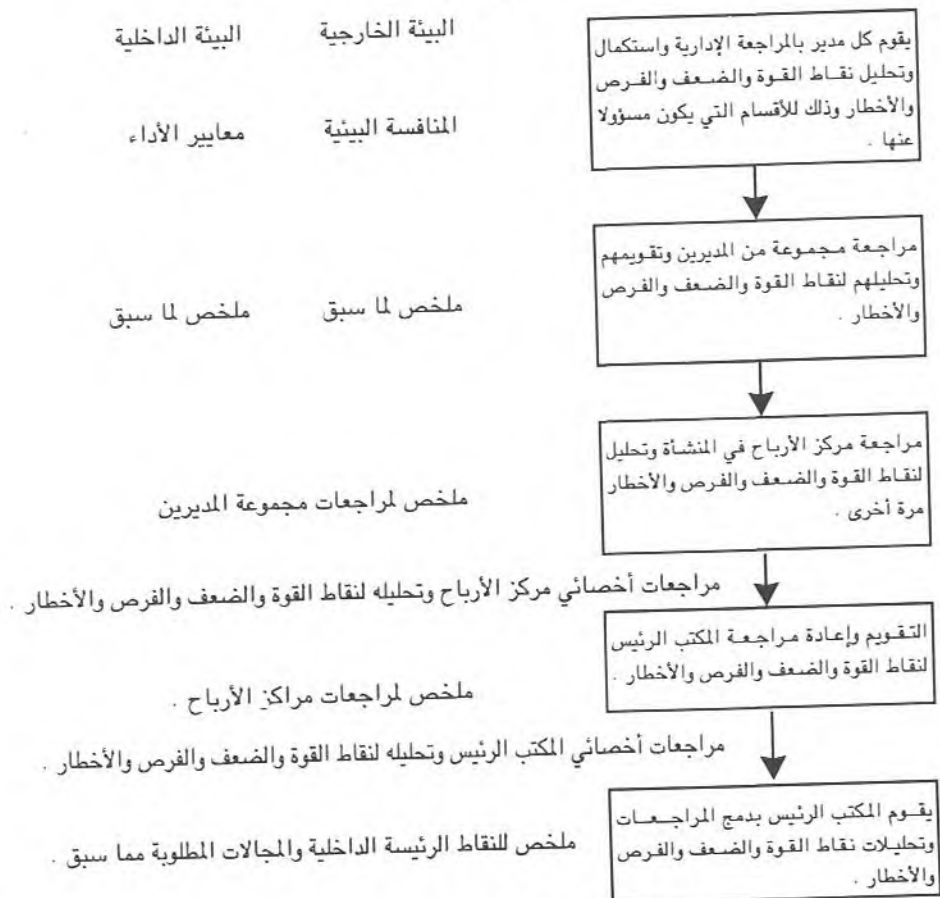 البيئة الخارجية
البيئة الداخلية
يقوم كل مدير بالمراجعة الإدارية واستكمال
وتحليل نقاط القوة والضعف والفرص
والأخطار وذلك للأقسام التي يكون مسؤولا
عنها .
المنافسة البيئية
معايير الأداء
مراجعة مجموعة من المديرين وتقويمهم
وتحليلهم لنقاط القوة والضعف والفرص
والأخطار .
ملخص لما سبق
ملخص لما سبق
مراجعة مركز الأرباح في المنشأة وتحليل
لنقاط القوة والضعف والفرص والأخطار
مرة أخرى .
ملخص لمراجعات مجموعة المديرين
مراجعات أخصائي مركز الأرباح وتحليله لنقاط القوة والضعف والفرص والأخطار .
التقويم وإعادة مراجعة المكتب الرئيس
لنقاط القوة والضعف والفرص والأخطار .
ملخص لمراجعات مراكز الأرباح .
مراجعات أخصائي المكتب الرئيس وتحليله لنقاط القوة والضعف والفرص والأخطار .
يقوم المكتب الرئيس بدمج المراجعات
وتحليلات نقاط القوة والضعف والفرص
والأخطار .
ملخص للنقاط الرئيسة الداخلية والمجالات المطلوبة مما سبق .